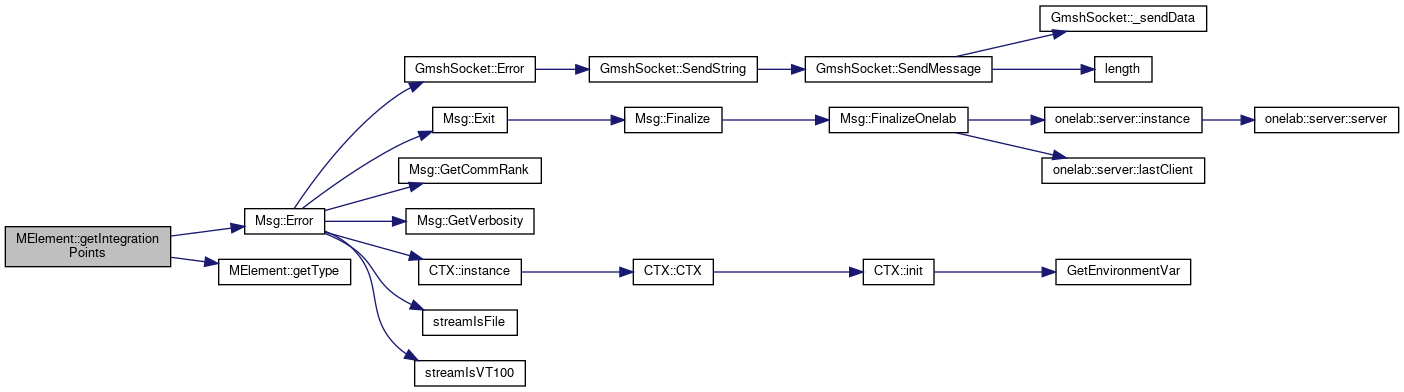 MElement::getIntegration
Points
Msg::Error
MElement::getType
GmshSocket::Error
Msg::Exit
Msg::GetCommRank
Msg::GetVerbosity
CTX::instance
streamIsFile
streamIsVT100
GmshSocket::SendString
Msg::Finalize
CTX::CTX
GmshSocket::SendMessage
Msg::FinalizeOnelab
CTX::init
GmshSocket::_sendData
length
onelab::server::instance
onelab::server::lastClient
GetEnvironmentVar
onelab::server::server